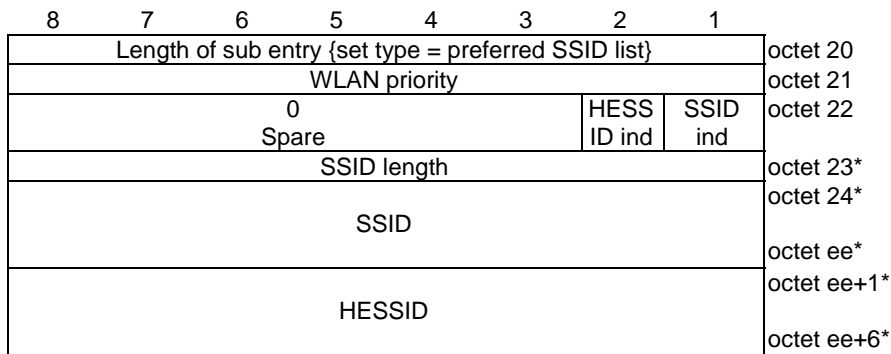 8 7 6 5 4 3 2 1
Length of sub entry {set type = preferred SSID list} octet 20
WLAN priority octet 21
0 HESS SSID octet 22
Spare ID ind ind
SSID length octet 23*
octet 24*
SSID
octet ee*
octet ee+1*
HESSID
octet ee+6*